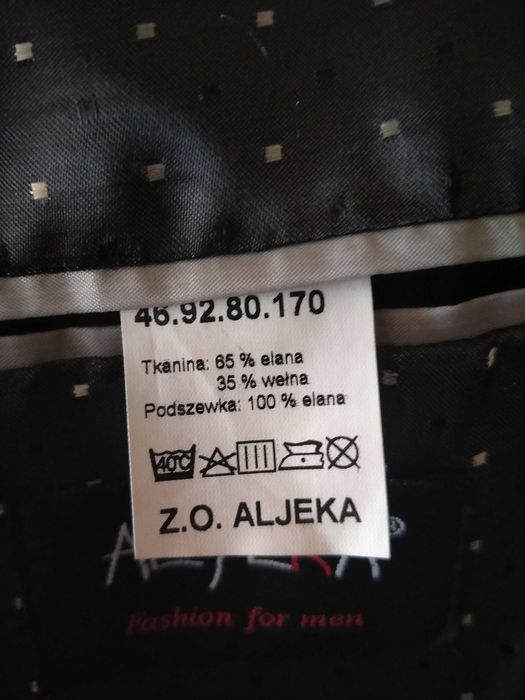 46.92.80.170
Tkanina: 65 % elana
35 % wełna
Podszewka: 100 % elana
40°C
Z.O. ALJEKA
Fashion for men